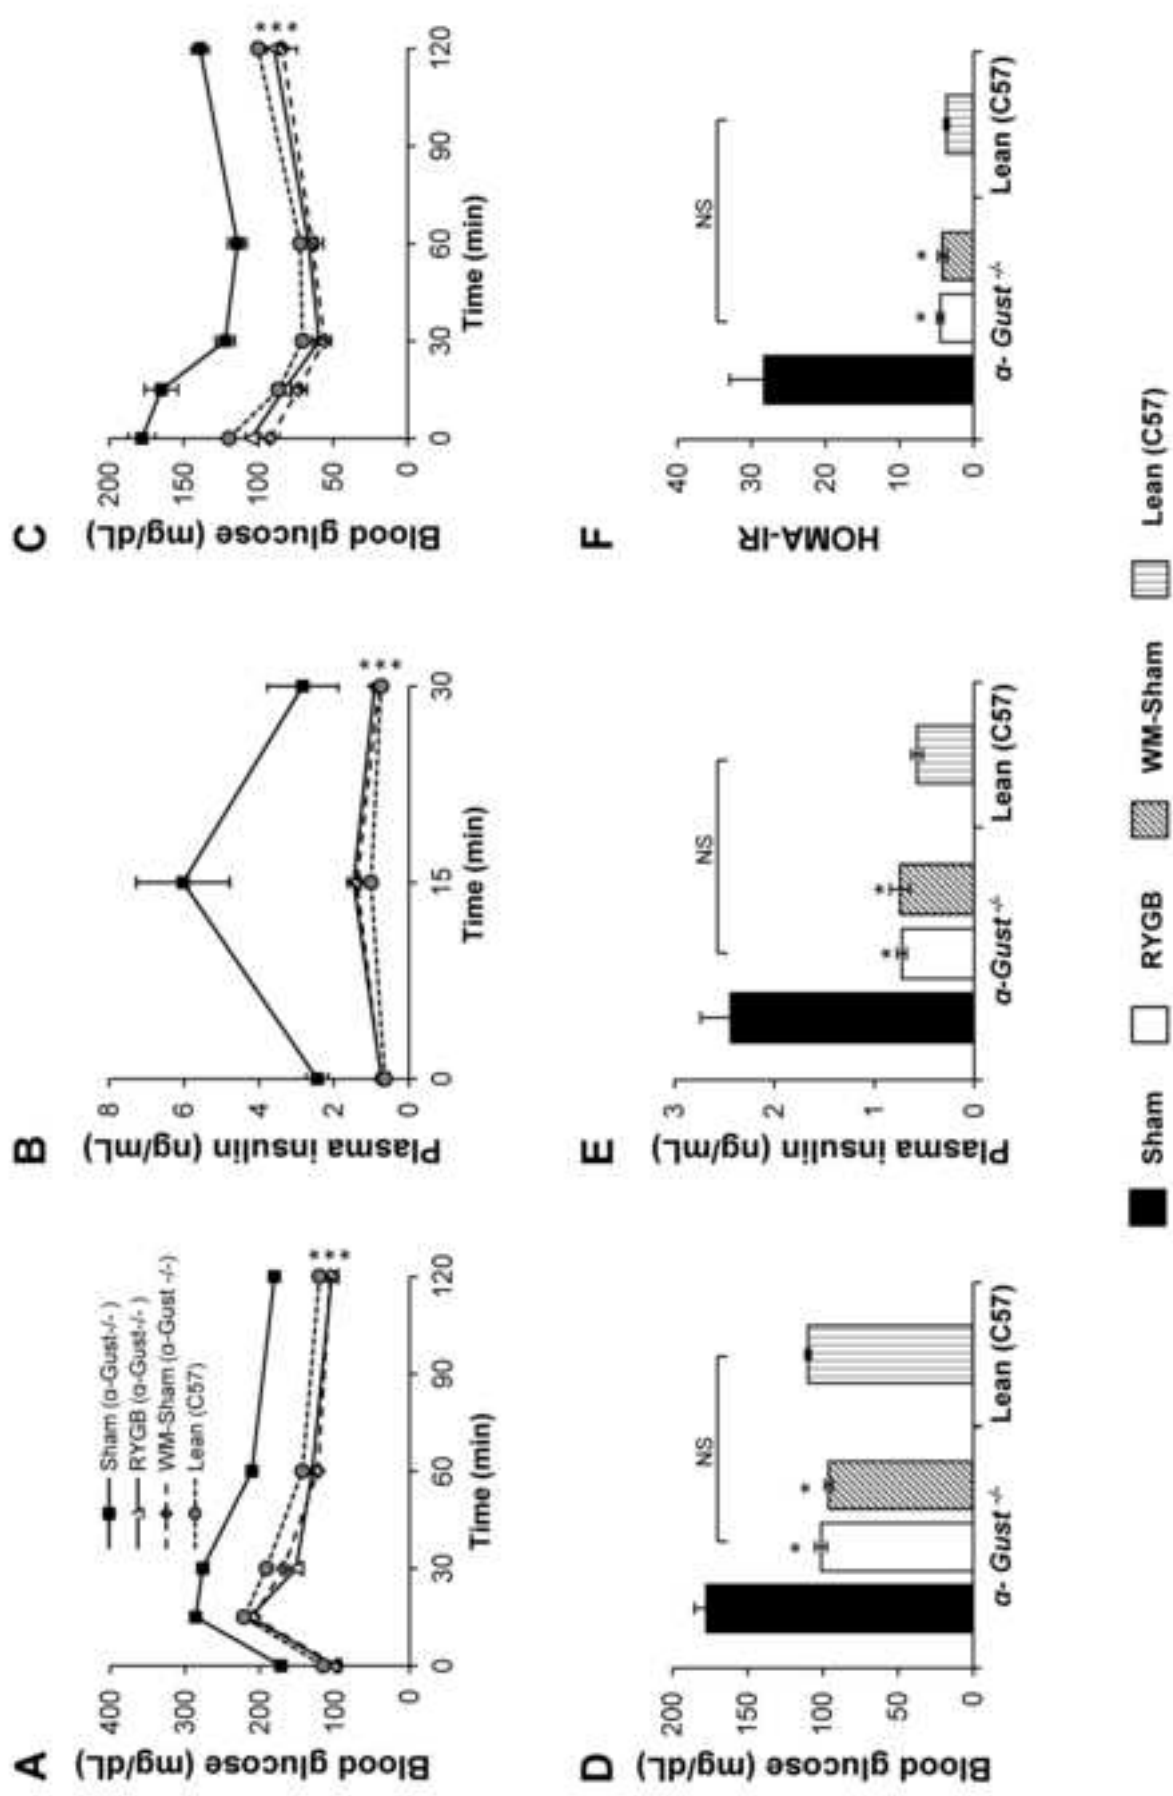 A
Blood glucose (mg/dL)
400
300
200
100
0
Sham (α-Gust-/- )
RYGB (α-Gust-/- )
WM-Sham (α-Gust -/-)
Lean (C57)
* * *
0 30 60 90 120
Time (min)
B
Plasma insulin (ng/mL)
8
6
4
2
0
* * *
0 15 30
Time (min)
C
Blood glucose (mg/dL)
200
150
100
50
0
* * *
0 30 60 90 120
Time (min)
D
Blood glucose (mg/dL)
200
150
100
50
0
NS
* *
α- Gust -/- Lean (C57)
E
Plasma insulin (ng/mL)
3
2
1
0
NS
* *
α-Gust-/- Lean (C57)
F
HOMA-IR
40
30
20
10
0
NS
* *
α- Gust -/- Lean (C57)
Sham RYGB WM-Sham Lean (C57)